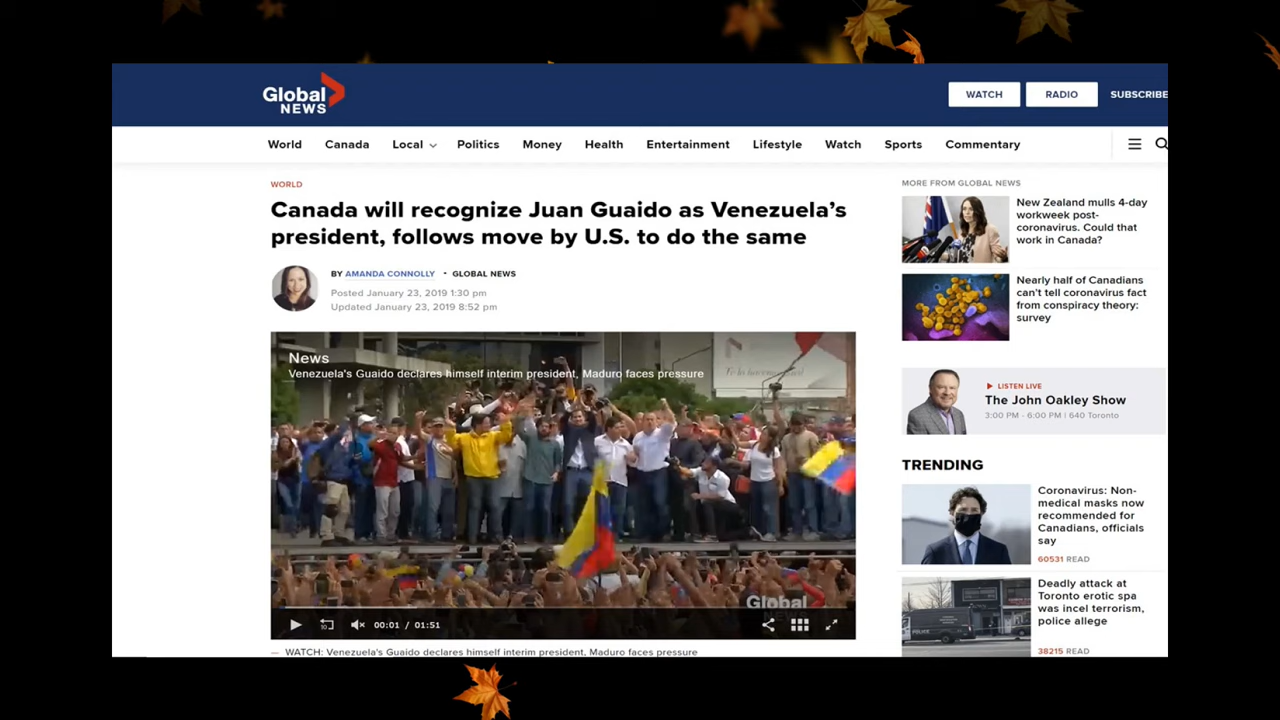 Global
NEWS
WATCH
RADIO
SUBSCRIBE
World
Canada
Local
Politics
Money
Health
Entertainment
Lifestyle
Watch
Sports
Commentary
WORLD
Canada will recognize Juan Guaido as Venezuela’s
president, follows move by U.S. to do the same
BY AMANDA CONNOLLY · GLOBAL NEWS
Posted January 23, 2019 1:30 pm
Updated January 23, 2019 8:52 pm
News
Venezuela's Guaido declares himself interim president, Maduro faces pressure
Global
NEWS
10
00:01 / 01:51
— WATCH: Venezuela's Guaido declares himself interim president, Maduro faces pressure
MORE FROM GLOBAL NEWS
New Zealand mulls 4-day
workweek post-
coronavirus. Could that
work in Canada?
Nearly half of Canadians
can’t tell coronavirus fact
from conspiracy theory:
survey
LISTEN LIVE
The John Oakley Show
3:00 PM - 6:00 PM | 640 Toronto
TRENDING
Coronavirus: Non-
medical masks now
recommended for
Canadians, officials
say
60531 READ
Deadly attack at
Toronto erotic spa
was incel terrorism,
police allege
38215 READ
POLICE